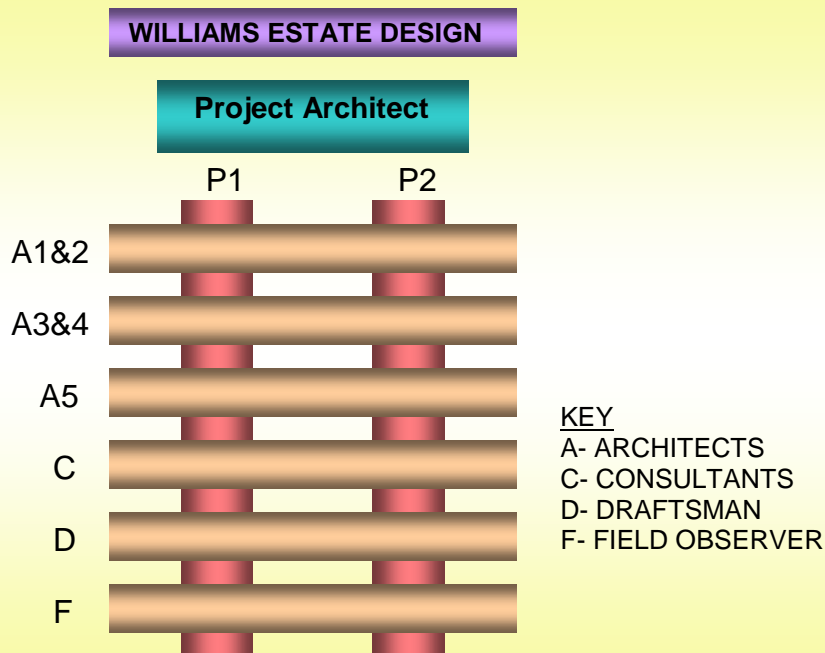 WILLIAMS ESTATE DESIGN
Project Architect
P1 P2
A1&2
A3&4
A5
C
D
F
KEY
A- ARCHITECTS
C- CONSULTANTS
D- DRAFTSMAN
F- FIELD OBSERVER